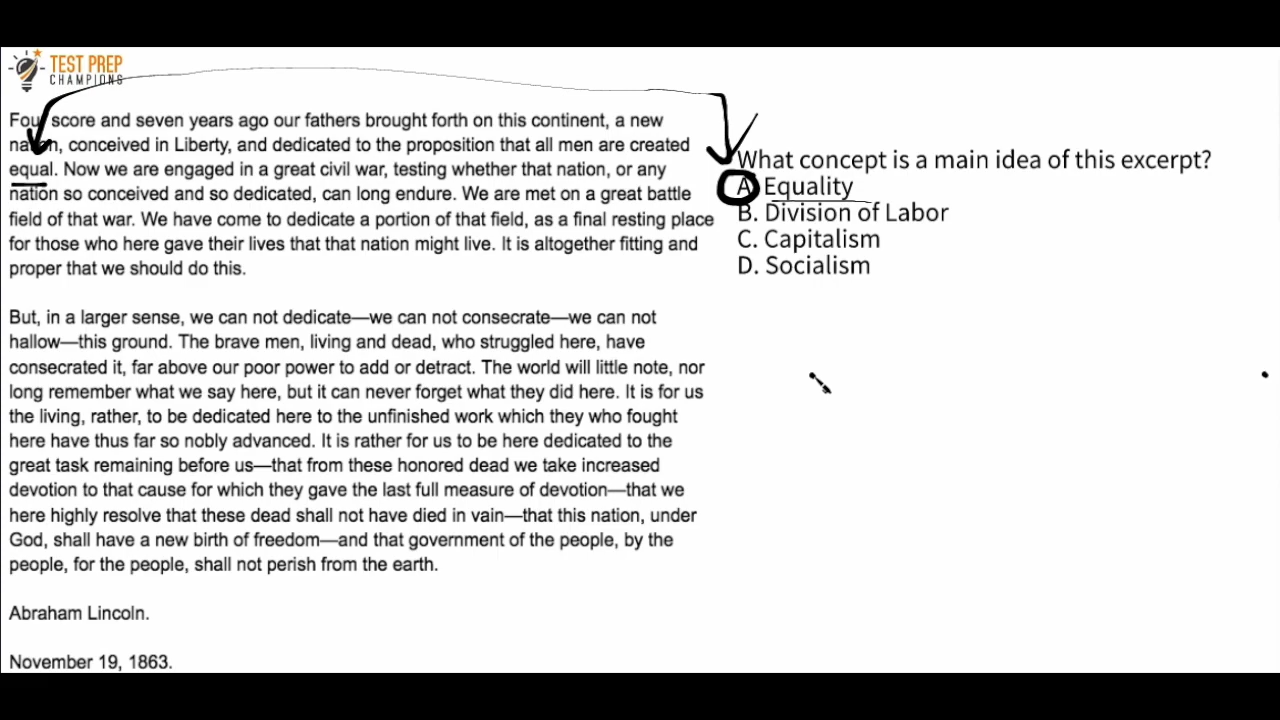 TEST PREP
CHAMPIONS
Four score and seven years ago our fathers brought forth on this continent, a new
nation, conceived in Liberty, and dedicated to the proposition that all men are created
equal. Now we are engaged in a great civil war, testing whether that nation, or any
nation so conceived and so dedicated, can long endure. We are met on a great battle
field of that war. We have come to dedicate a portion of that field, as a final resting place
for those who here gave their lives that that nation might live. It is altogether fitting and
proper that we should do this.
But, in a larger sense, we can not dedicate—we can not consecrate—we can not
hallow—this ground. The brave men, living and dead, who struggled here, have
consecrated it, far above our poor power to add or detract. The world will little note, nor
long remember what we say here, but it can never forget what they did here. It is for us
the living, rather, to be dedicated here to the unfinished work which they who fought
here have thus far so nobly advanced. It is rather for us to be here dedicated to the
great task remaining before us—that from these honored dead we take increased
devotion to that cause for which they gave the last full measure of devotion—that we
here highly resolve that these dead shall not have died in vain—that this nation, under
God, shall have a new birth of freedom—and that government of the people, by the
people, for the people, shall not perish from the earth.
Abraham Lincoln.
November 19, 1863.
What concept is a main idea of this excerpt?
A. Equality
B. Division of Labor
C. Capitalism
D. Socialism